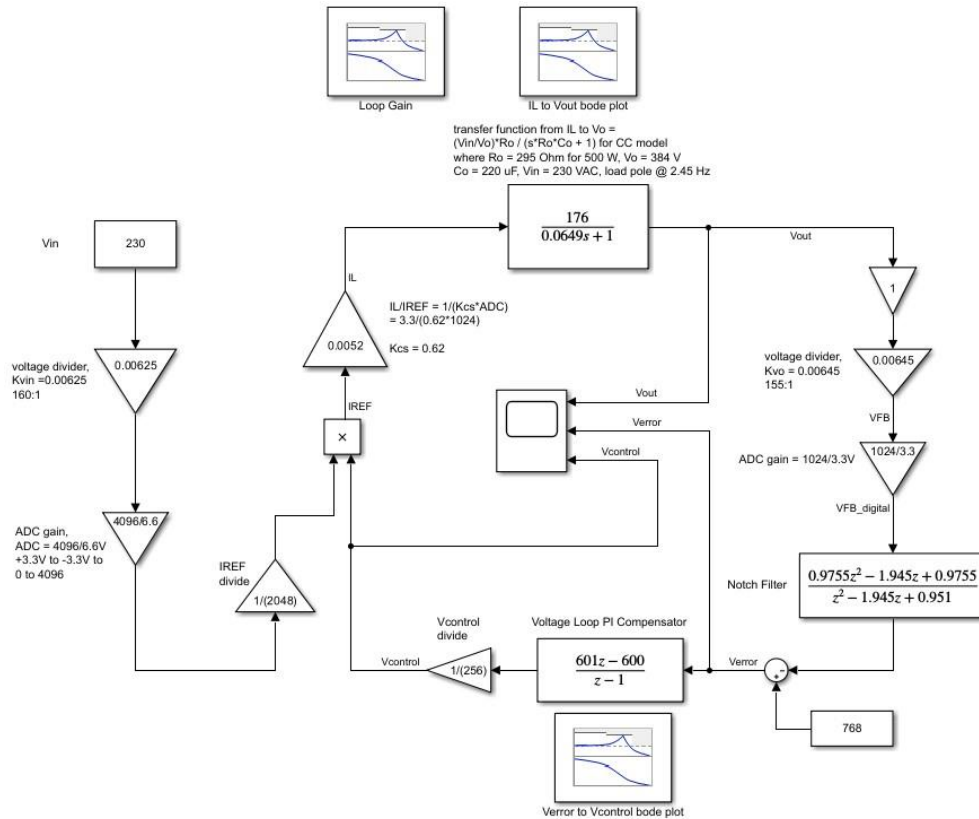 Loop Gain
IL to Vout bode plot
transfer function from IL to Vo =
(Vin/Vo)*Ro / (s*Ro*Co + 1) for CC model
where Ro = 295 Ohm for 500 W, Vo = 384 V
Co = 220 uF, Vin = 230 VAC, load pole @ 2.45 Hz
176
0.0649s + 1
Vin
230
Vout
1
IL
IL/IREF = 1/(Kcs*ADC)
= 3.3/(0.62*1024)
Kcs = 0.62
0.0052
IREF
×
voltage divider,
Kvin =0.00625
160:1
0.00625
voltage divider,
Kvo = 0.00645
155:1
0.00645
VFB
Vout
Verror
Vcontrol
ADC gain = 1024/3.3V
1024/3.3
VFB_digital
ADC gain,
ADC = 4096/6.6V
+3.3V to -3.3V to
0 to 4096
4096/6.6
IREF
divide
1/(2048)
Notch Filter
0.9755z² − 1.945z + 0.9755
z² − 1.945z + 0.951
Vcontrol
divide
Voltage Loop PI Compensator
Vcontrol
1/(256)
601z − 600
z − 1
Verror
−
+
768
Verror to Vcontrol bode plot